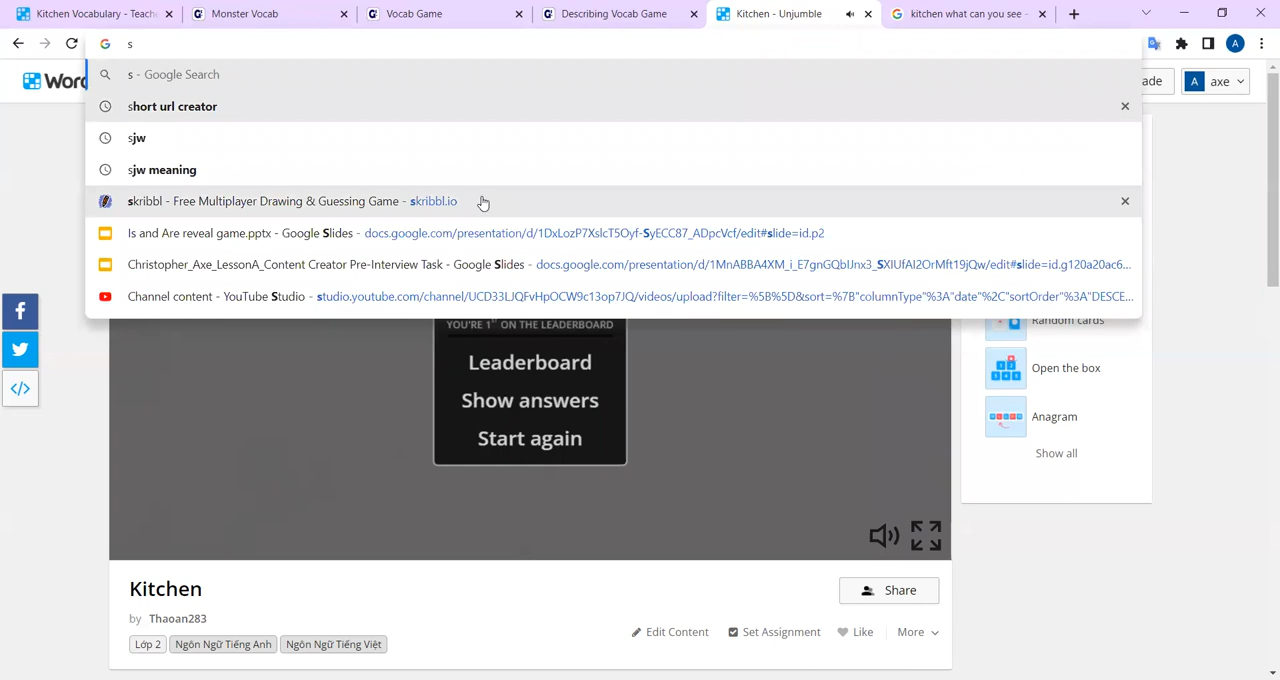 Kitchen Vocabulary - Teach
Monster Vocab
Vocab Game
Describing Vocab Game
Kitchen - Unjumble
kitchen what can you see -
s
A
Word
s - Google Search
ade
A axe
short url creator
sjw
sjw meaning
skribbl - Free Multiplayer Drawing & Guessing Game - skribbl.io
Is and Are reveal game.pptx - Google Slides - docs.google.com/presentation/d/1DxLozP7XslcT5Oyf-SyECC87_ADpcVcf/edit#slide=id.p2
Christopher_Axe_LessonA_Content Creator Pre-Interview Task - Google Slides - docs.google.com/presentation/d/1MnABBA4XM_i_E7gnGQbIJnx3_SXIUfAI2OrMft19jQw/edit#slide=id.g120a20ac6...
Channel content - YouTube Studio - studio.youtube.com/channel/UCD33LJQFvHpOCW9c13op7JQ/videos/upload?filter=%5B%5D&sort=%7B"columnType"%3A"date"%2C"sortOrder"%3A"DESCE...
YOU'RE 1ST ON THE LEADERBOARD
Random cards
Leaderboard
Open the box
Show answers
Anagram
Start again
Show all
Kitchen
Share
by Thaoan283
Edit Content
Set Assignment
Like
More
Lớp 2
Ngôn Ngữ Tiếng Anh
Ngôn Ngữ Tiếng Việt